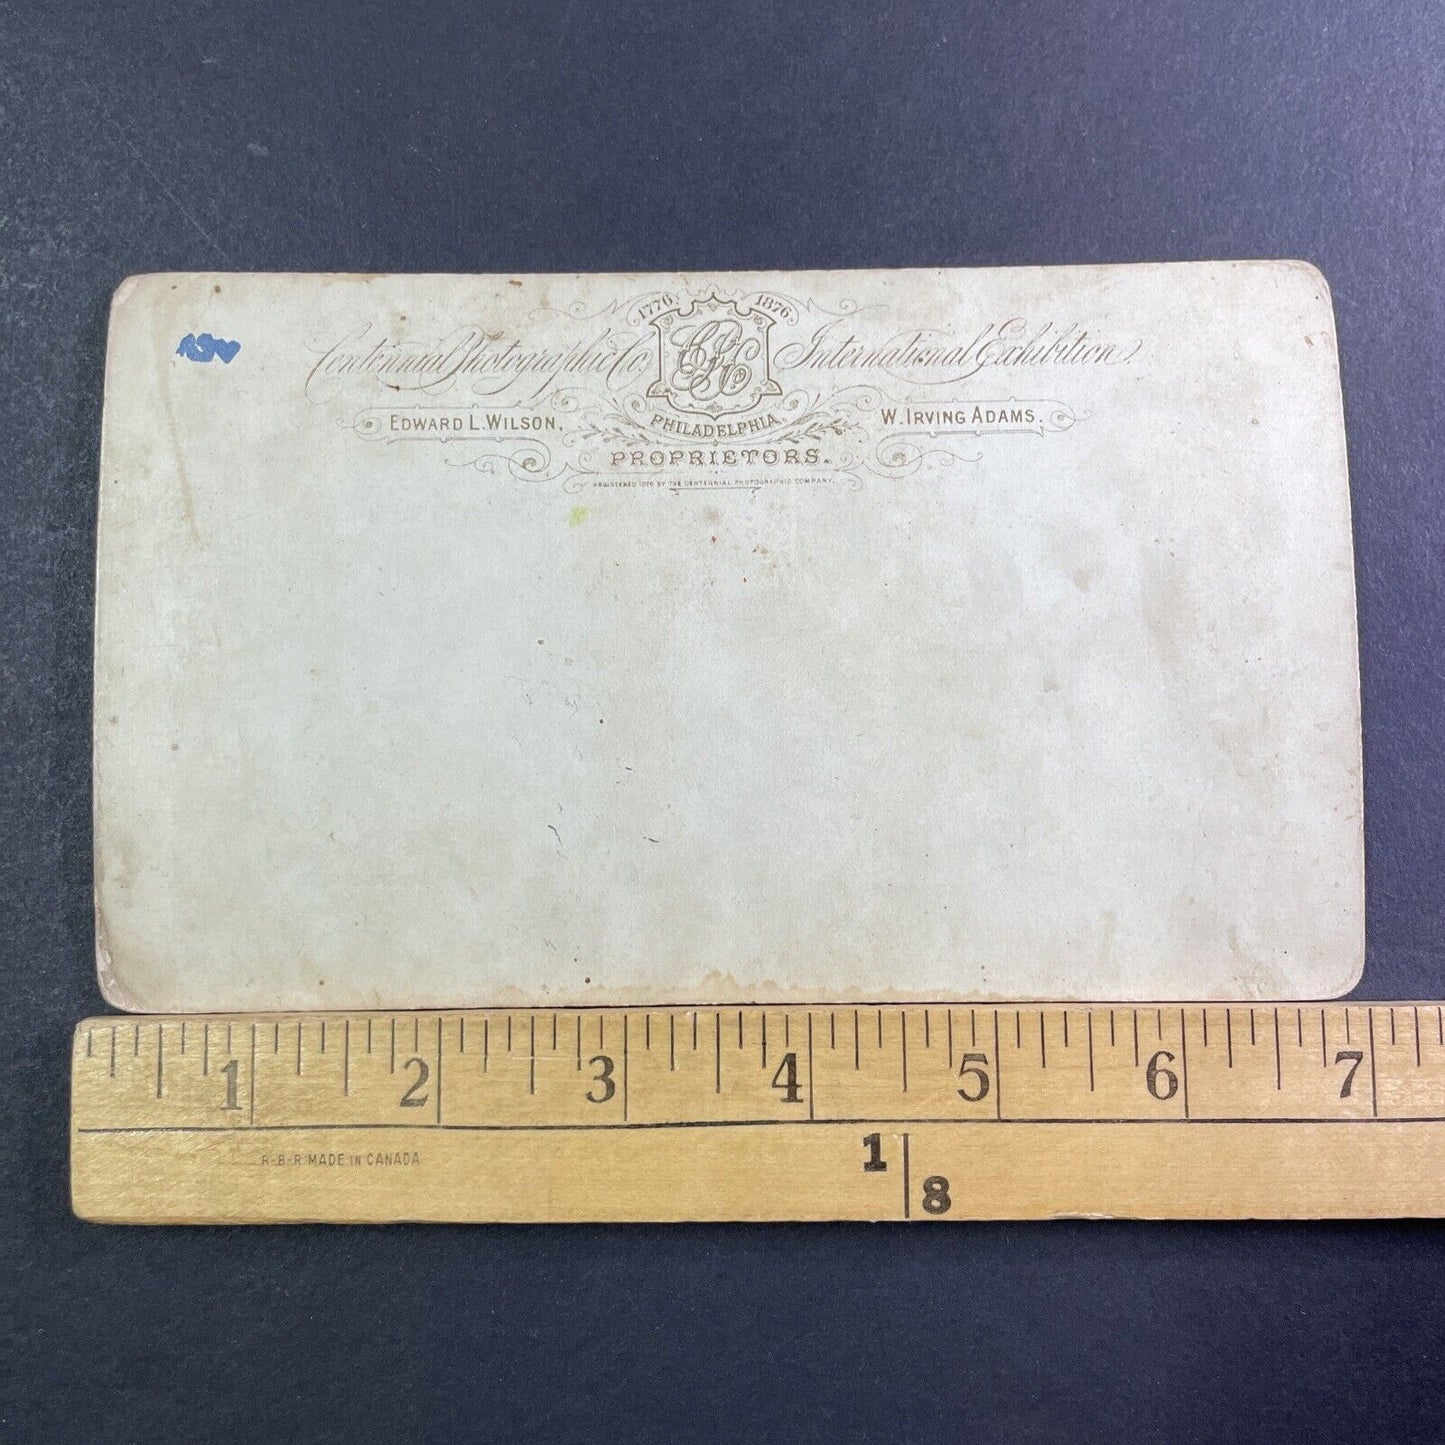 1776 1876
Centennial Photographic Co. CPC International Exhibition.
EDWARD L. WILSON, PHILADELPHIA. W. IRVING ADAMS.
PROPRIETORS.
REGISTERED 1876 BY THE CENTENNIAL PHOTOGRAPHIC COMPANY.
1 2 3 4 5 6 7
R-B-R MADE IN CANADA
1
8